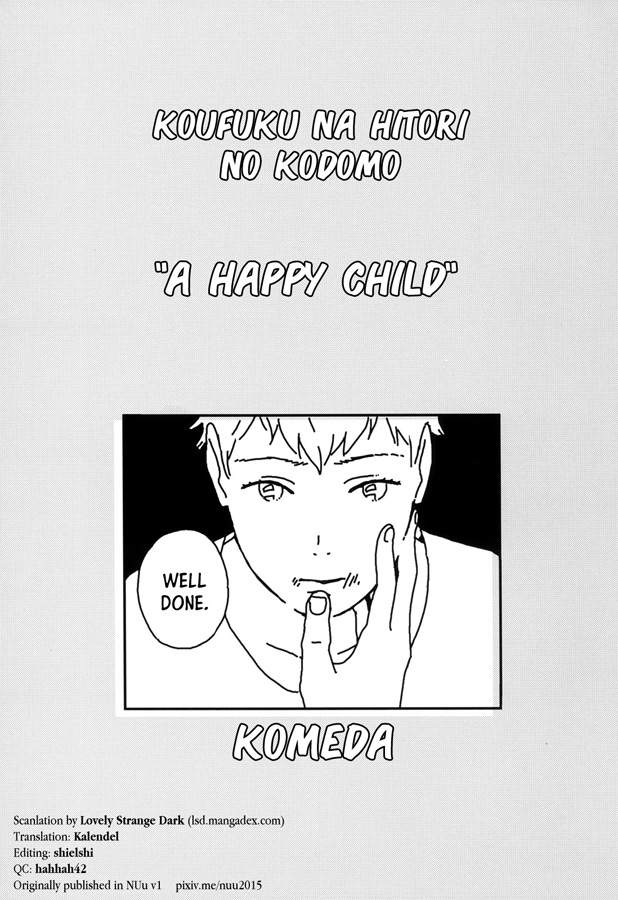 KOUFUKU NA HITORI
NO KODOMO
"A HAPPY CHILD"
WELL
DONE.
KOMEDA
Scanlation by Lovely Strange Dark (lsd.mangadex.com)
Translation: Kalendel
Editing: shielshi
QC: hahhah42
Originally published in NUu v1 pixiv.me/nuu2015